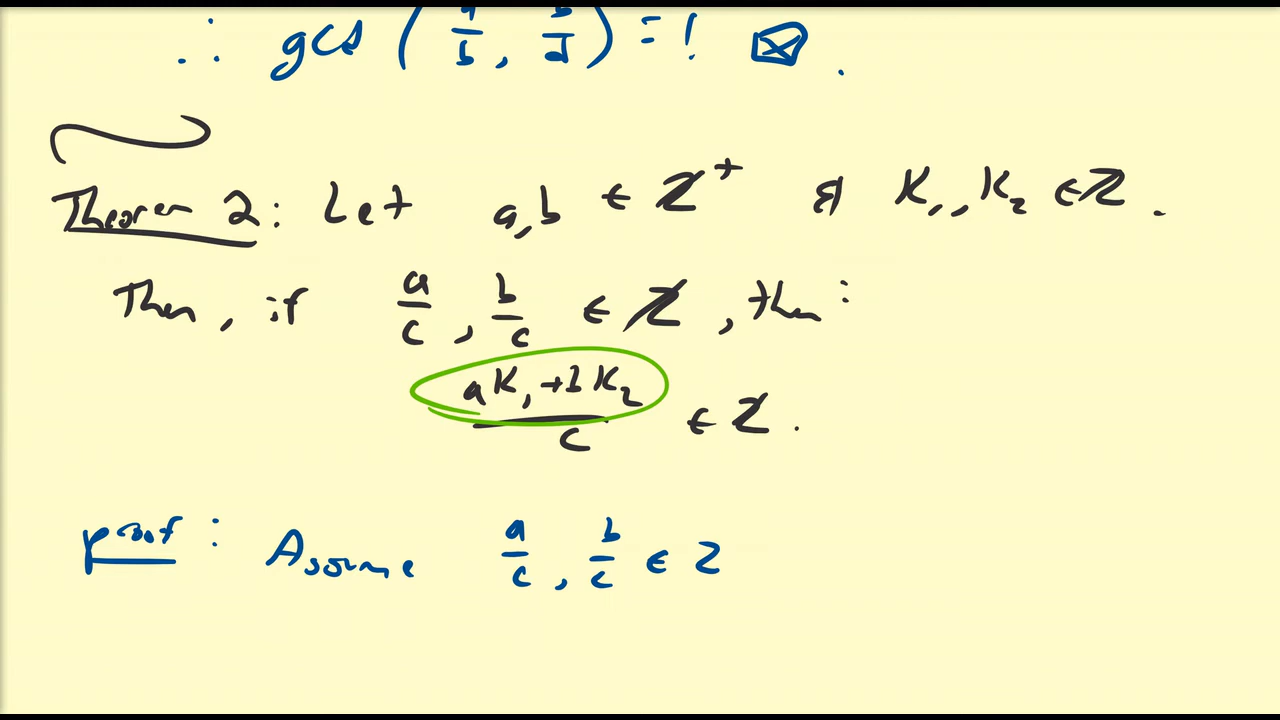 ∴ gcd ( a/b, b/d ) = 1 ⊠ .
Theorem 2: Let a,b ∈ ℤ⁺ & K₁, K₂ ∈ ℤ .
Then, if a/c , b/c ∈ ℤ , then :
aK₁+bK₂/c ∈ ℤ .
proof : Assume a/c , b/c ∈ Z